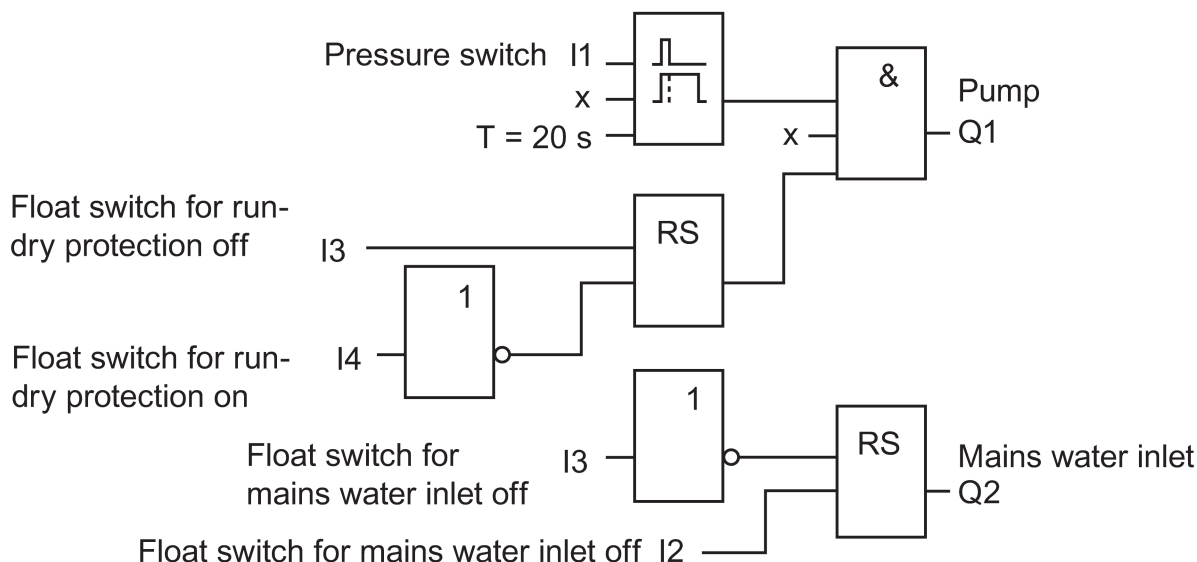 Pressure switch I1
x
T = 20 s
&
x
Pump
Q1
Float switch for run-
dry protection off
I3
RS
1
Float switch for run-
dry protection on
I4
1
Float switch for
mains water inlet off
I3
RS
Mains water inlet
Q2
Float switch for mains water inlet off I2